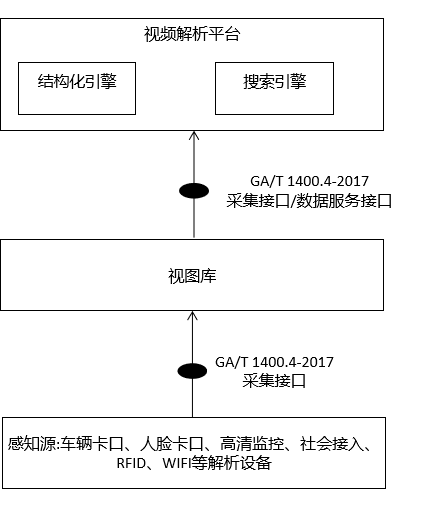 视频解析平台
结构化引擎
搜索引擎
GA/T 1400.4-2017
采集接口/数据服务接口
视图库
GA/T 1400.4-2017
采集接口
感知源:车辆卡口、人脸卡口、高清监控、社会接入、
RFID、WIFI等解析设备